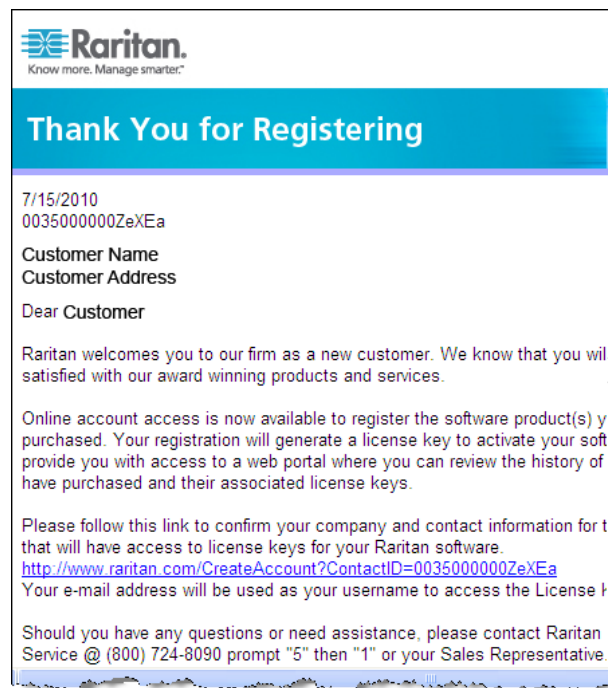 Raritan.
Know more. Manage smarter.™
Thank You for Registering
7/15/2010
0035000000ZeXEa
Customer Name
Customer Address
Dear Customer
Raritan welcomes you to our firm as a new customer. We know that you wil
satisfied with our award winning products and services.
Online account access is now available to register the software product(s) y
purchased. Your registration will generate a license key to activate your soft
provide you with access to a web portal where you can review the history of
have purchased and their associated license keys.
Please follow this link to confirm your company and contact information for t
that will have access to license keys for your Raritan software.
http://www.raritan.com/CreateAccount?ContactID=0035000000ZeXEa
Your e-mail address will be used as your username to access the License
Should you have any questions or need assistance, please contact Raritan
Service @ (800) 724-8090 prompt "5" then "1" or your Sales Representative.